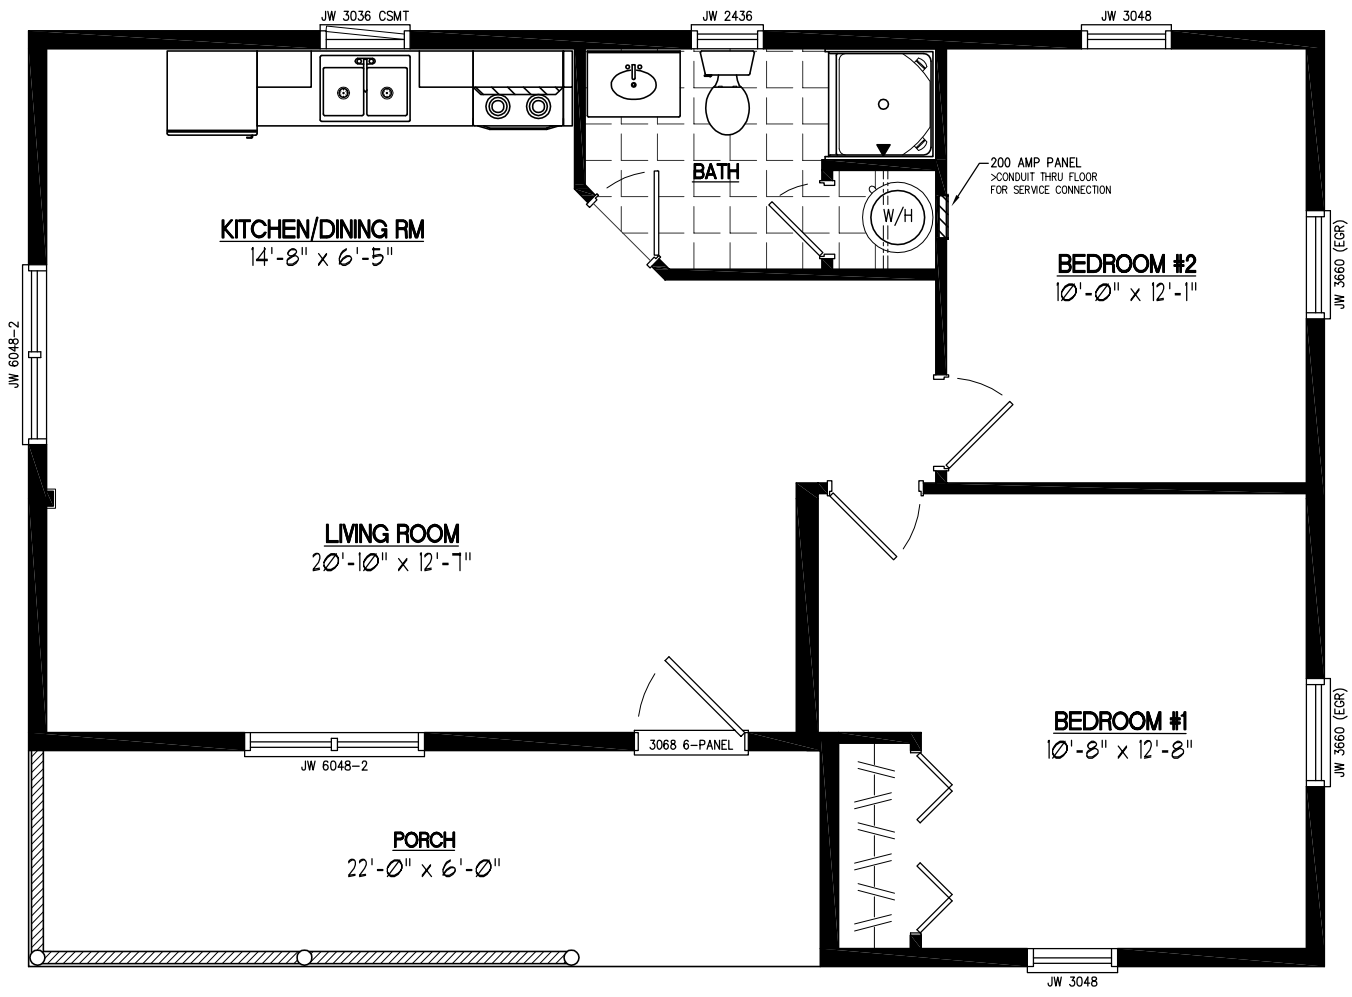 JW 3036 CSMT
JW 2436
JW 3048
200 AMP PANEL
>CONDUIT THRU FLOOR
FOR SERVICE CONNECTION
BATH
W/H
KITCHEN/DINING RM
14'-8" x 6'-5"
BEDROOM #2
10'-0" x 12'-1"
JW 3660 (EGR)
JW 6048-2
LIVING ROOM
20'-10" x 12'-7"
BEDROOM #1
10'-8" x 12'-8"
JW 3660 (EGR)
3068 6-PANEL
JW 6048-2
PORCH
22'-0" x 6'-0"
JW 3048